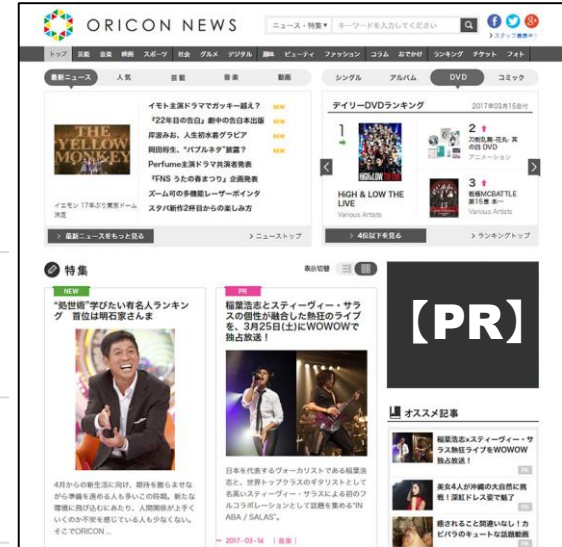 ORICON NEWS
ニュース・特集▼
キーワードを入力してください
トップ 芸能 音楽 映画 スポーツ 社会 グルメ デジタル 趣味 ビューティ ファッション コラム おでかけ ランキング チケット フォト
最新ニュース 人気 芸能 音楽 動画
THE YELLOW MONKEY
イエモン 17年ぶり東京ドーム決定
イモト主演ドラマでガッキー越え? NEW
『22年目の告白』劇中の告白本出版 NEW
岸波みお、人生初水着グラビア NEW
岡田将生、“バブルネタ”披露? NEW
Perfume主演ドラマ共演者発表
『FNS うたの春まつり』企画発表
ズーム可の多機能レーザーポインタ
スタバ新作2杯目からの楽しみ方
> 最新ニュースをもっと見る
> ニューストップ
シングル アルバム DVD コミック
デイリーDVDランキング 2017年03月15日付
1
HiGH & LOW THE LIVE
Various Artists
2
刀剣乱舞-花丸- 其の四 DVD
アニメーション
3
戦極MCBATTLE
Various Artists
> 4位以下を見る
> ランキングトップ
特集
表示切替
NEW
“処世術”学びたい有名人ランキング 首位は明石家さんま
4月からの新生活に向け、期待を膨らませながら準備を進める人も多いこの時期。新たな環境に飛び込むにあたり、人間関係が上手くいくのか不安を感じている人も少なくない。そこでORICON ...
PR
稲葉浩志とスティーヴィー・サラスの個性が融合した熱狂のライブを、3月25日(土)にWOWOWで独占放送!
日本を代表するヴォーカリストである稲葉浩志と、世界トップクラスのギタリストとして名高いスティーヴィー・サラスによる初のフルコラボレーションとして話題を集める“INABA / SALAS”。
2017-03-16 | 音楽 |
【PR】
オススメ記事
稲葉浩志×スティーヴィー・サラス熱狂ライブをWOWOW独占放送!
PR
美女4人が沖縄の大自然に挑戦!深紅ドレス姿で魅了
PR
癒されること間違いなし!カピバラのキュートな話題動画
PR